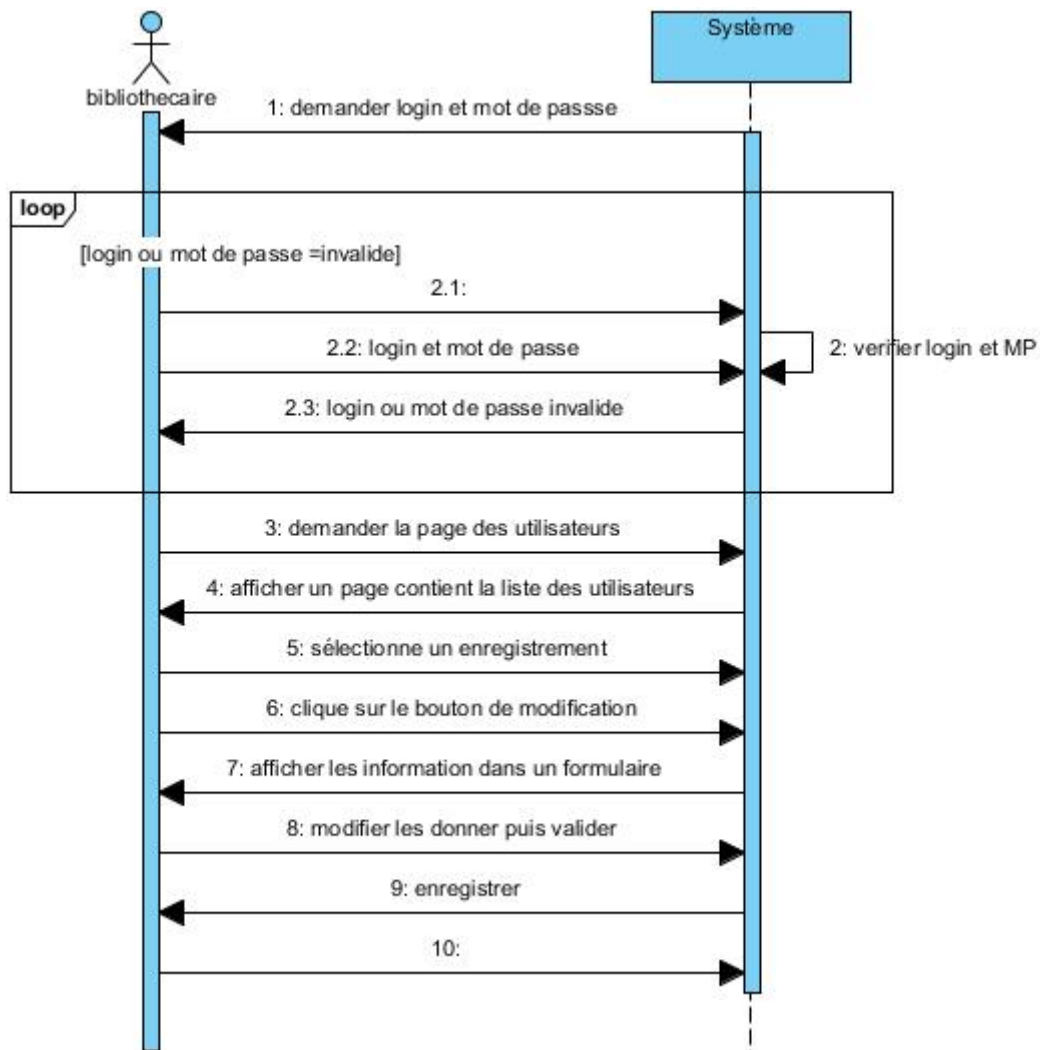 Système
bibliothecaire
1: demander login et mot de passse
loop
[login ou mot de passe =invalide]
2.1:
2.2: login et mot de passe
2: verifier login et MP
2.3: login ou mot de passe invalide
3: demander la page des utilisateurs
4: afficher un page contient la liste des utilisateurs
5: sélectionne un enregistrement
6: clique sur le bouton de modification
7: afficher les information dans un formulaire
8: modifier les donner puis valider
9: enregistrer
10: